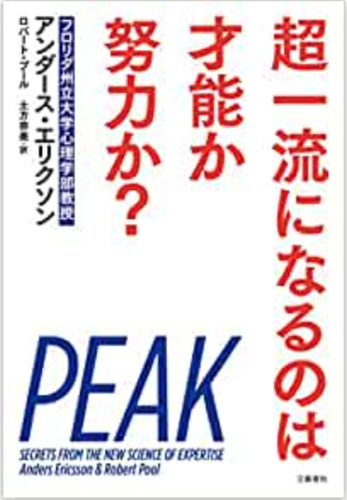 超一流になるのは
才能か
努力か?
フロリダ州立大学心理学部教授
アンダース・エリクソン
ロバート・プール 土方奈美・訳
PEAK
SECRETS FROM THE NEW SCIENCE OF EXPERTISE
Anders Ericsson & Robert Pool
文藝春秋